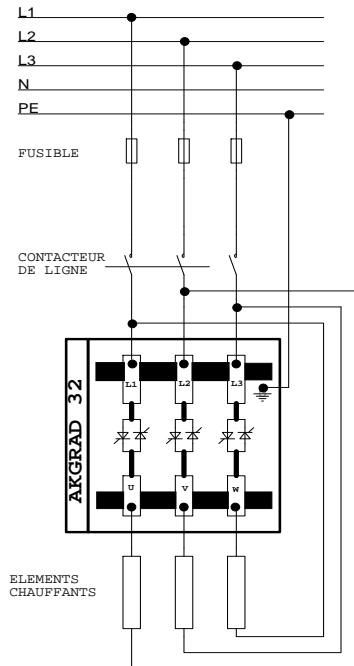 L1
L2
L3
N
PE
FUSIBLE
CONTACTEUR
DE LIGNE
AKGRAD 32
L1 L2 L3
U V W
ELEMENTS
CHAUFFANTS